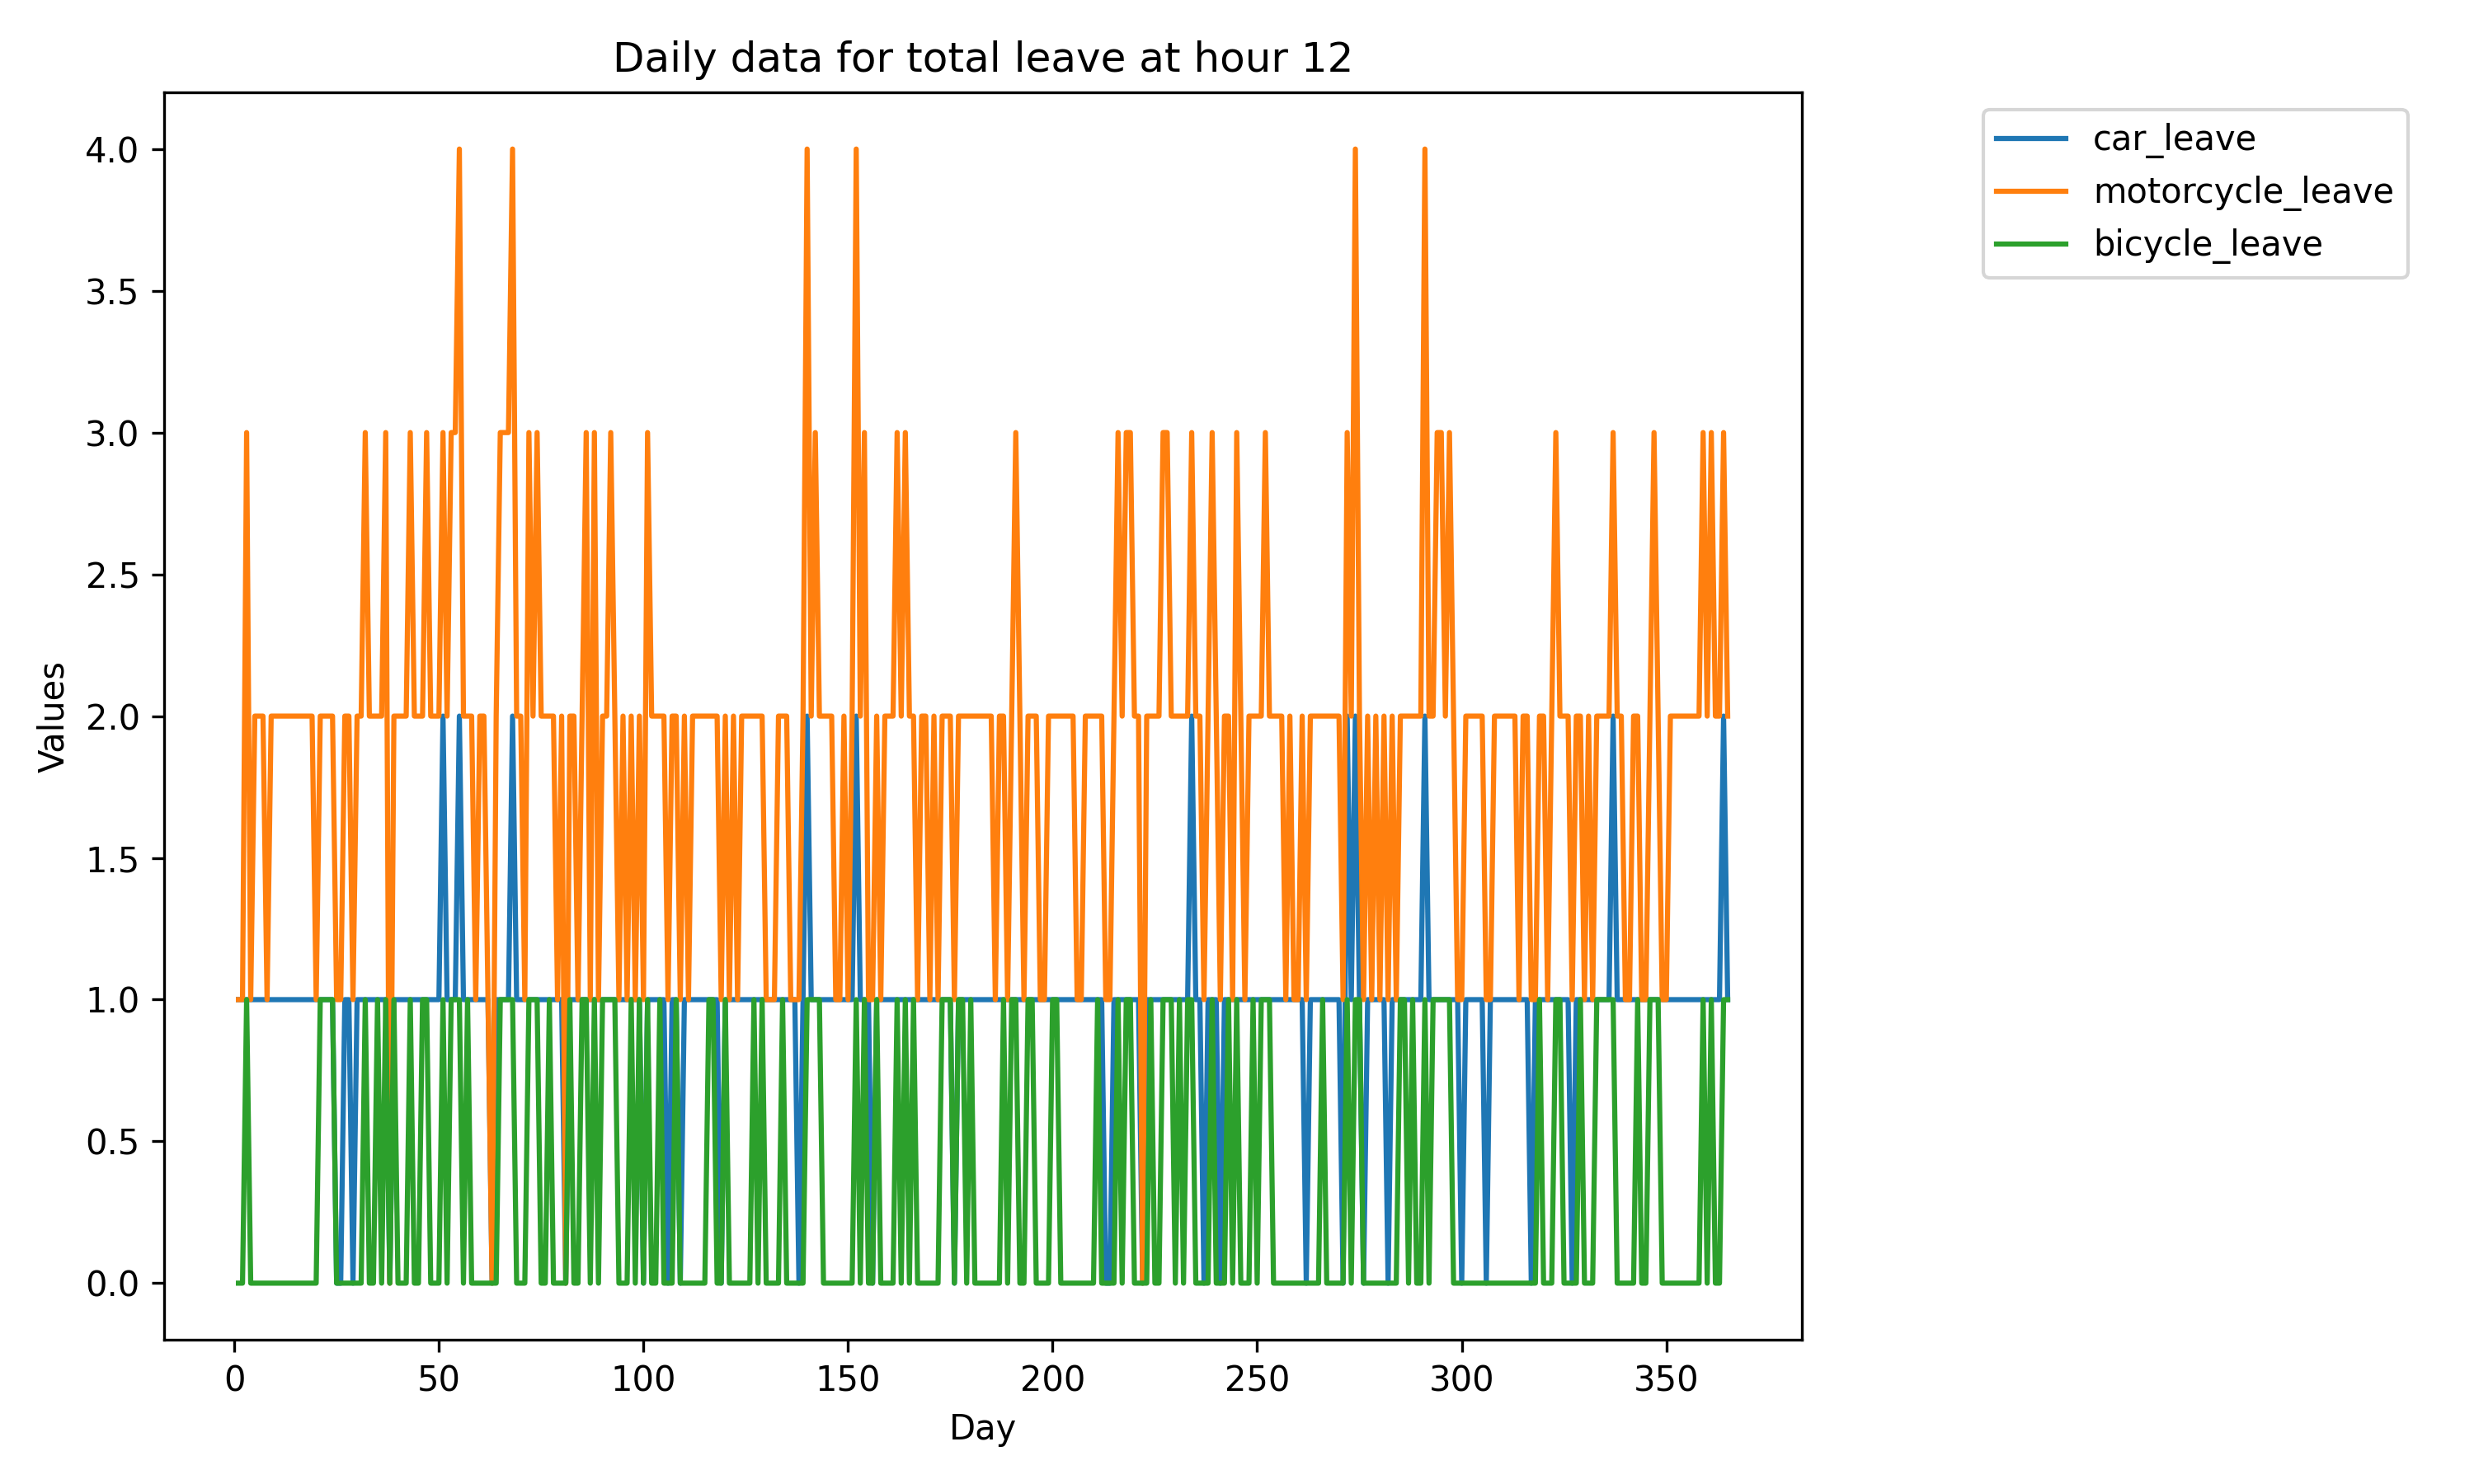 Daily data for total leave at hour 12
car_leave
motorcycle_leave
bicycle_leave
4.0
3.5
3.0
2.5
2.0
1.5
1.0
0.5
0.0
Values
0 50 100 150 200 250 300 350
Day